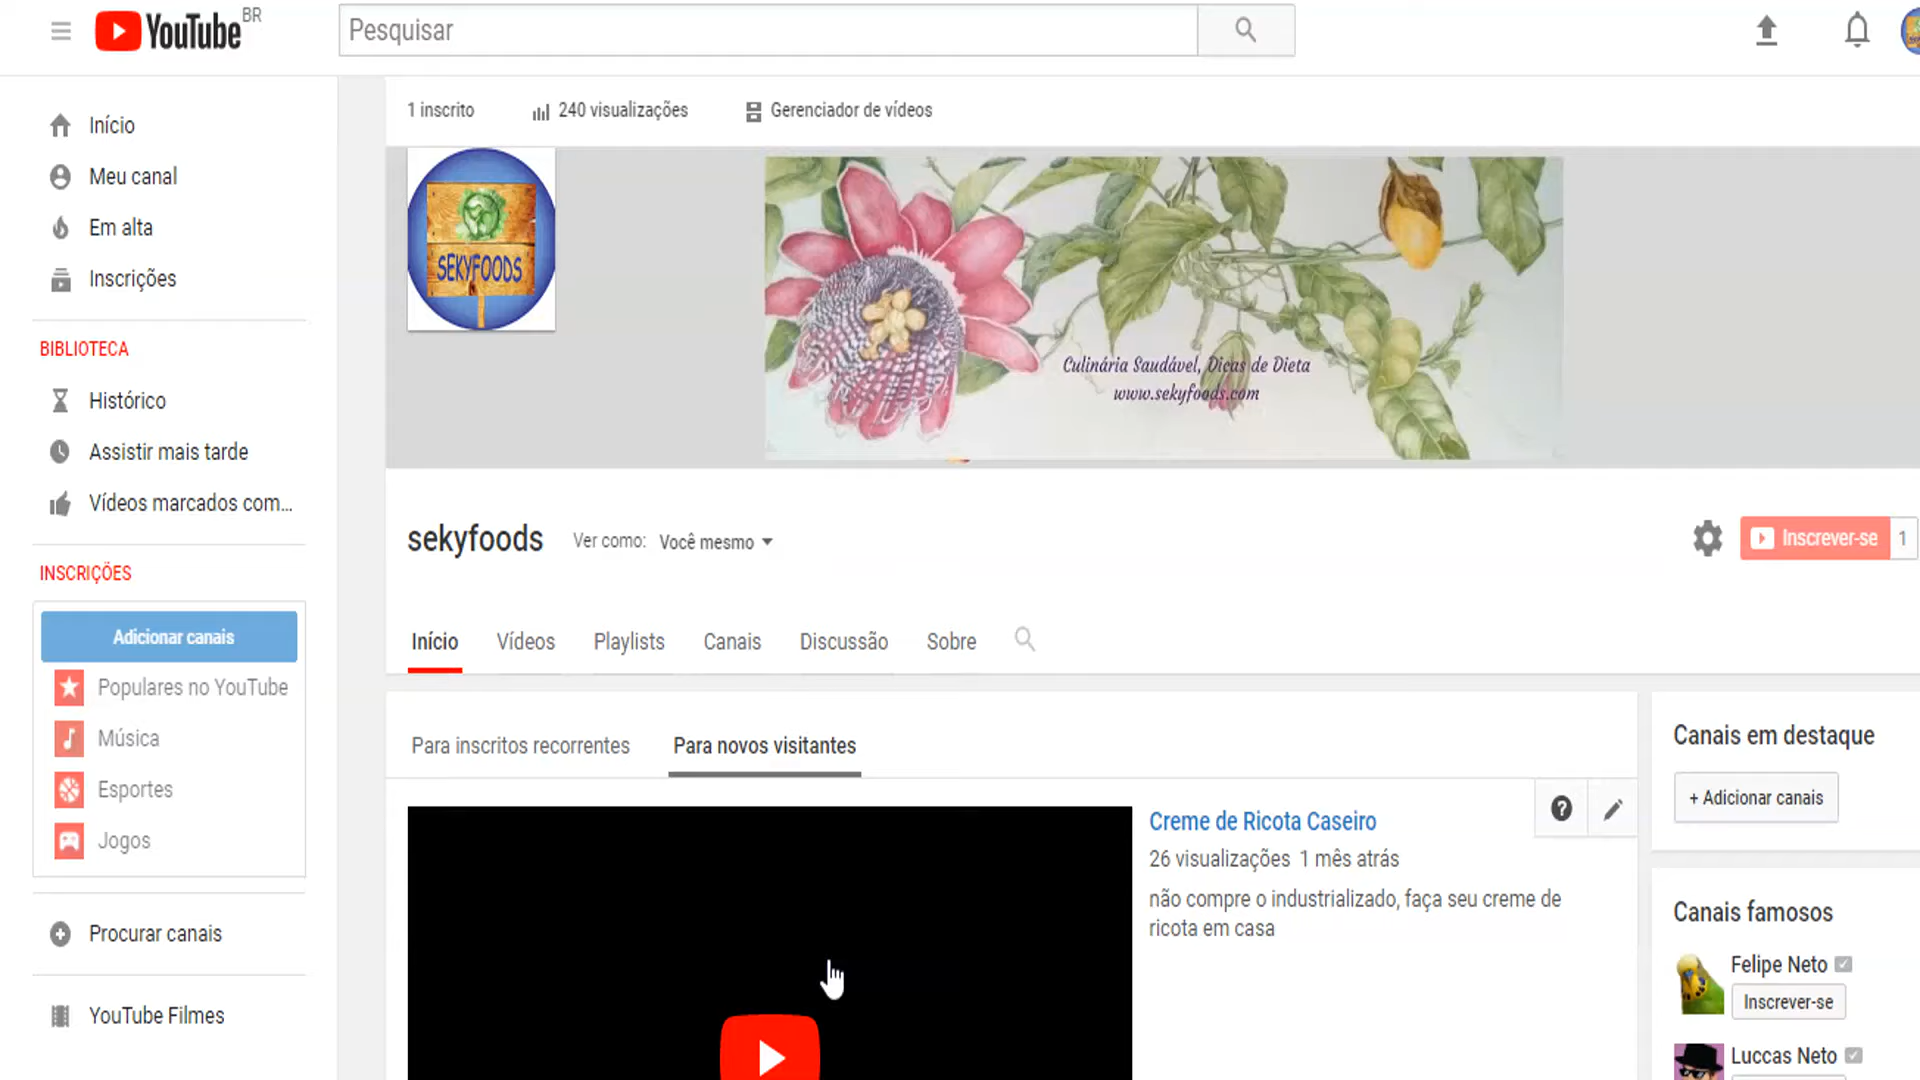 YouTube BR
Pesquisar
Início
Meu canal
Em alta
Inscrições
BIBLIOTECA
Histórico
Assistir mais tarde
Vídeos marcados com...
INSCRIÇÕES
Adicionar canais
Populares no YouTube
Música
Esportes
Jogos
Procurar canais
YouTube Filmes
1 inscrito
240 visualizações
Gerenciador de vídeos
SEKYFOODS
Culinária Saudável, Dicas de Dieta
www.sekyfoods.com
sekyfoods
Ver como: Você mesmo
Inscrever-se 1
Início Vídeos Playlists Canais Discussão Sobre
Para inscritos recorrentes Para novos visitantes
Creme de Ricota Caseiro
26 visualizações 1 mês atrás
não compre o industrializado, faça seu creme de
ricota em casa
Canais em destaque
+ Adicionar canais
Canais famosos
Felipe Neto
Inscrever-se
Luccas Neto